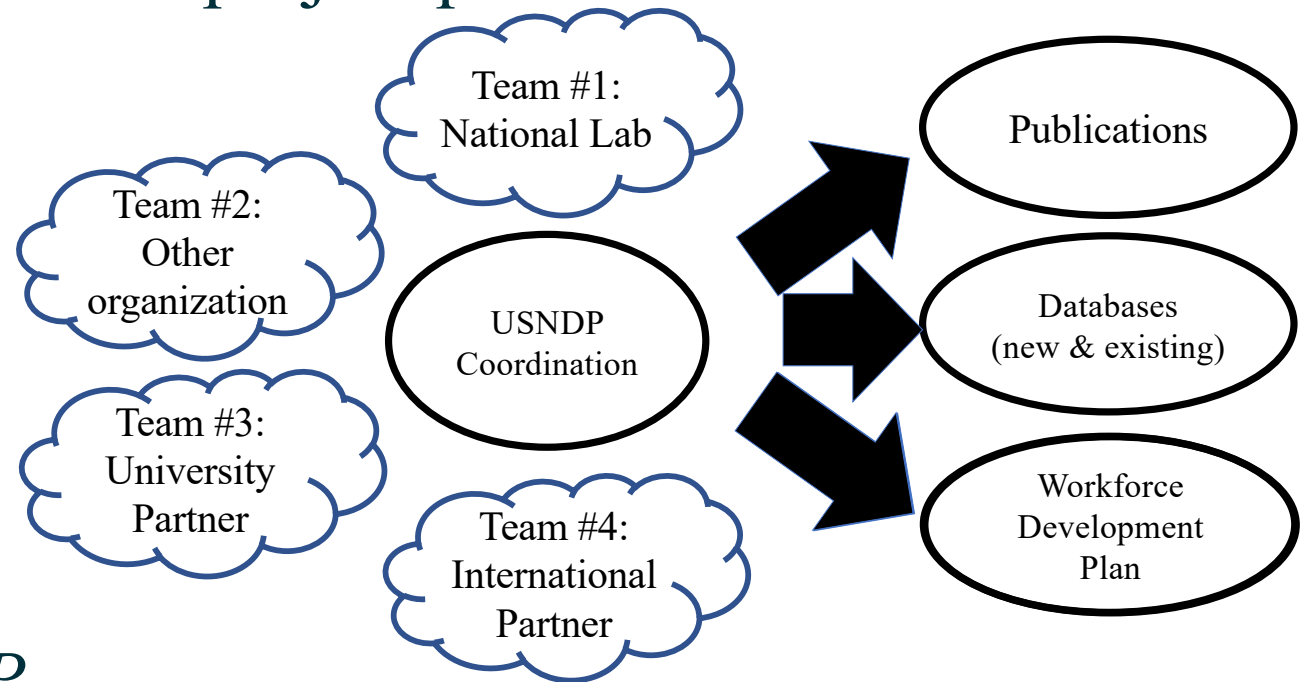 Team #1:
National Lab
Team #2:
Other
organization
Team #3:
University
Partner
Team #4:
International
Partner
USNDP
Coordination
Publications
Databases
(new & existing)
Workforce
Development
Plan